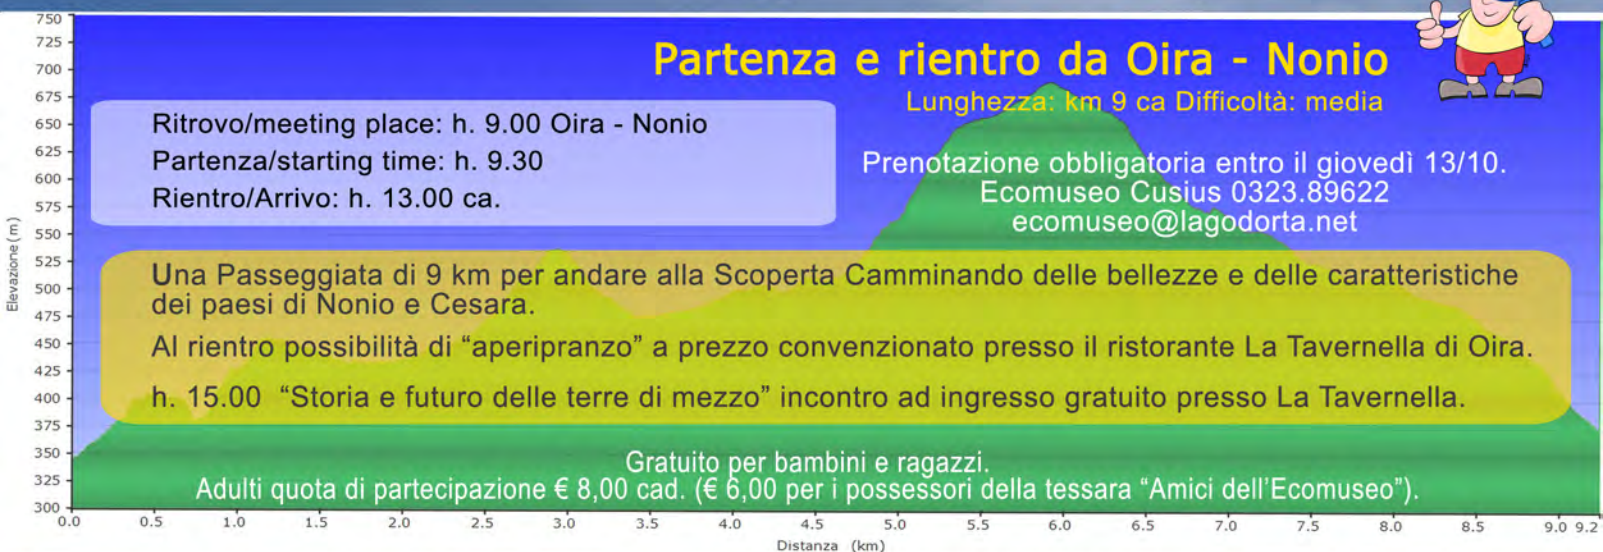 Partenza e rientro da Oira - Nonio
Lunghezza: km 9 ca Difficoltà: media
Ritrovo/meeting place: h. 9.00 Oira - Nonio
Partenza/starting time: h. 9.30
Rientro/Arrivo: h. 13.00 ca.
Prenotazione obbligatoria entro il giovedì 13/10.
Ecomuseo Cusius 0323.89622
ecomuseo@lagodorta.net
Una Passeggiata di 9 km per andare alla Scoperta Camminando delle bellezze e delle caratteristiche
dei paesi di Nonio e Cesara.
Al rientro possibilità di “aperipranzo” a prezzo convenzionato presso il ristorante La Tavernella di Oira.
h. 15.00 “Storia e futuro delle terre di mezzo” incontro ad ingresso gratuito presso La Tavernella.
Gratuito per bambini e ragazzi.
Adulti quota di partecipazione € 8,00 cad. (€ 6,00 per i possessori della tessara “Amici dell’Ecomuseo”).
Elevazione (m)
750
725
700
675
650
625
600
575
550
525
500
475
450
425
400
375
350
325
300
0.0 0.5 1.0 1.5 2.0 2.5 3.0 3.5 4.0 4.5 5.0 5.5 6.0 6.5 7.0 7.5 8.0 8.5 9.0 9.2
Distanza (km)